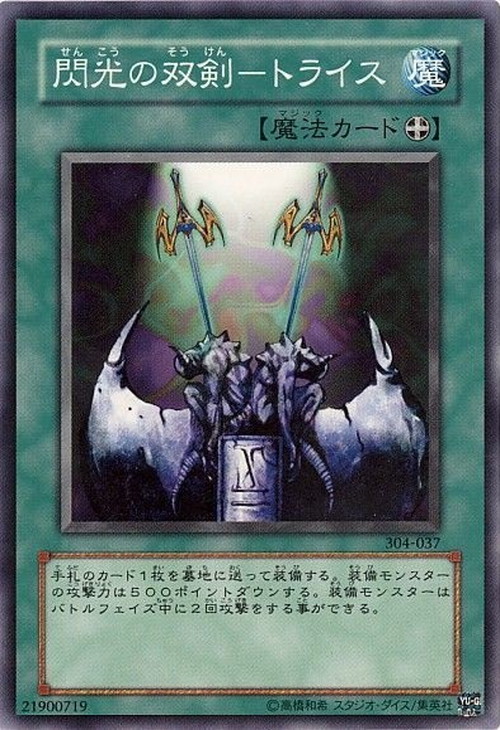 閃光の双剣－トライス 魔
【魔法カード】
304-037
手札のカード１枚を墓地に送って装備する。装備モンスター
の攻撃力は５００ポイントダウンする。装備モンスターは
バトルフェイズ中に２回攻撃をする事ができる。
21900719 ©高橋和希 スタジオ・ダイス/集英社